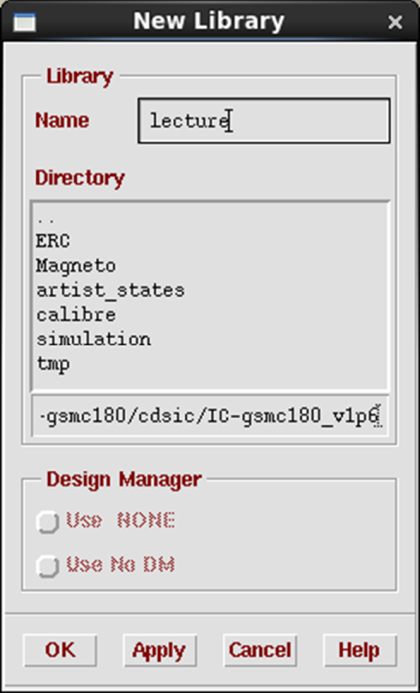 New Library
Library
Name lecture
Directory
..
ERC
Magneto
artist_states
calibre
simulation
tmp
-gsmc180/cdsic/IC-gsmc180_v1p6
Design Manager
Use NONE
Use No DM
OK Apply Cancel Help